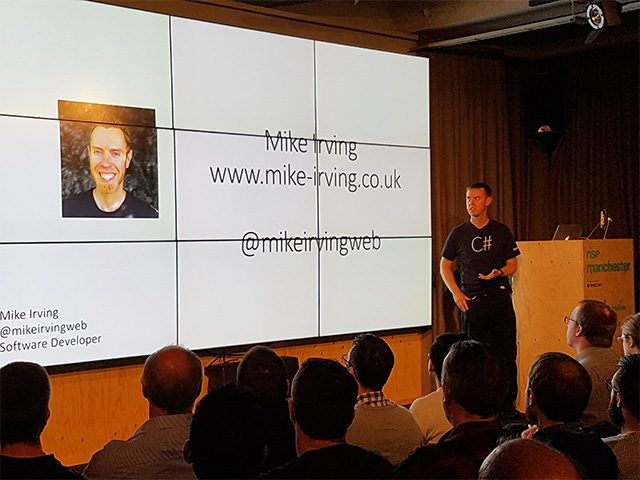 Mike Irving
www.mike-irving.co.uk
@mikeirvingweb
Mike Irving
@mikeirvingweb
Software Developer
C#
rise
manchester